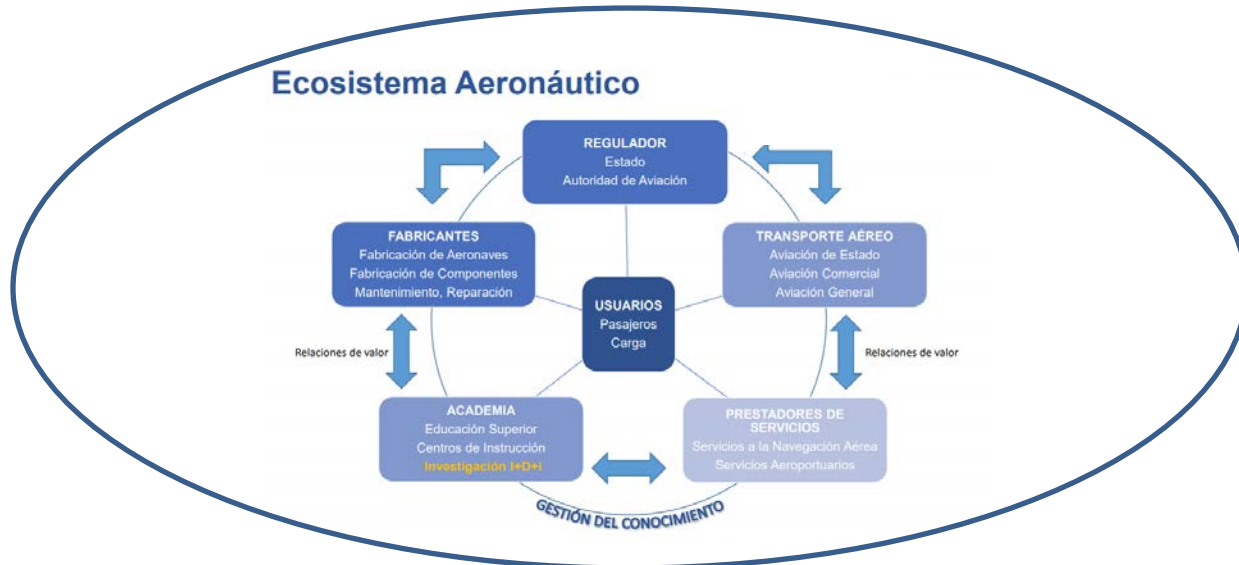 Ecosistema Aeronáutico
REGULADOR
Estado
Autoridad de Aviación
FABRICANTES
Fabricación de Aeronaves
Fabricación de Componentes
Mantenimiento, Reparación
TRANSPORTE AÉREO
Aviación de Estado
Aviación Comercial
Aviación General
USUARIOS
Pasajeros
Carga
Relaciones de valor
Relaciones de valor
ACADEMIA
Educación Superior
Centros de Instrucción
Investigación I+D+i
PRESTADORES DE
SERVICIOS
Servicios a la Navegación Aérea
Servicios Aeroportuarios
GESTIÓN DEL CONOCIMIENTO